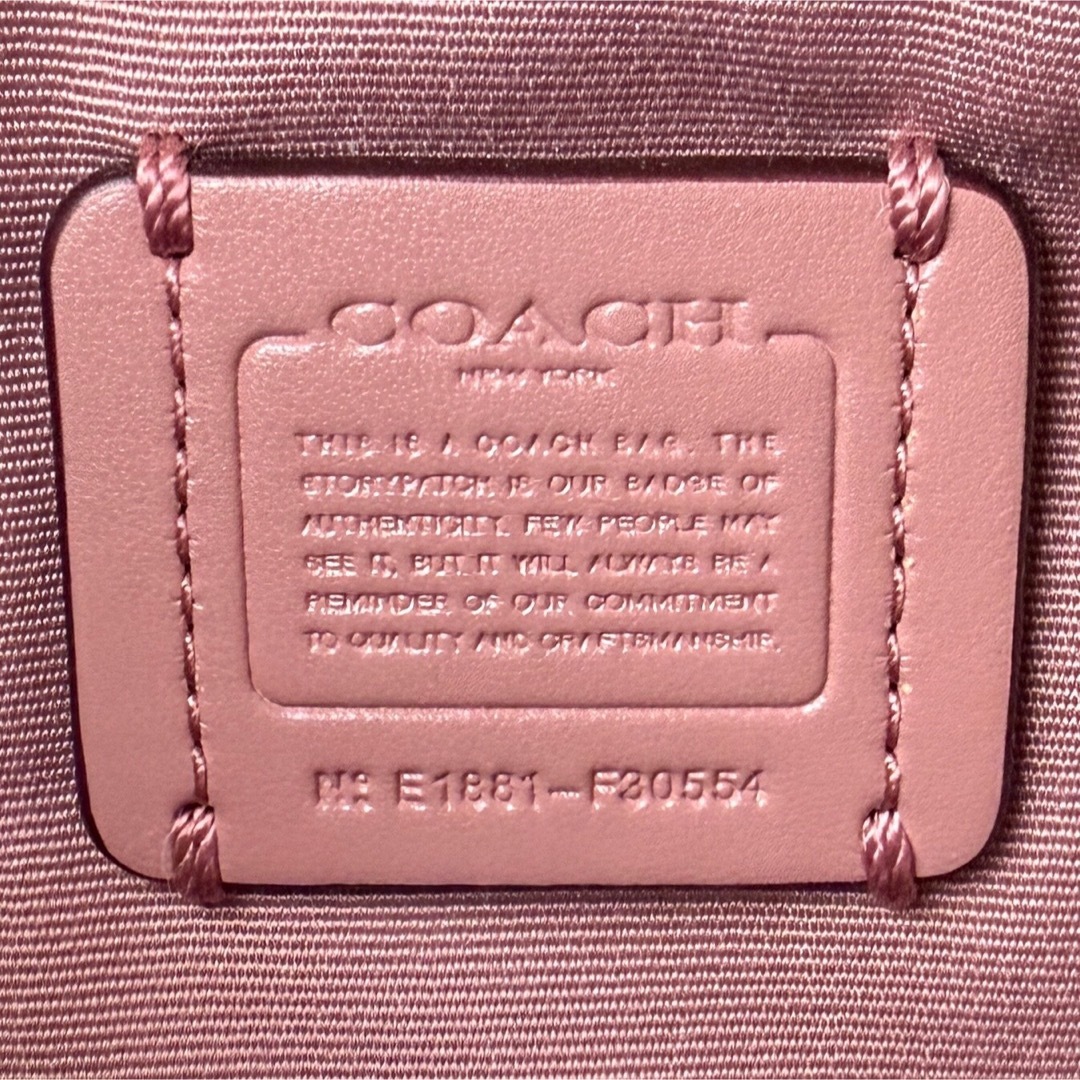 COACH
NEW YORK
THIS IS A COACH BAG. THE
STORYPATCH IS OUR BADGE OF
AUTHENTICITY. FEW PEOPLE MAY
SEE IT, BUT IT WILL ALWAYS BE A
REMINDER OF OUR COMMITMENT
TO QUALITY AND CRAFTSMANSHIP.
Nº E1881-F30554